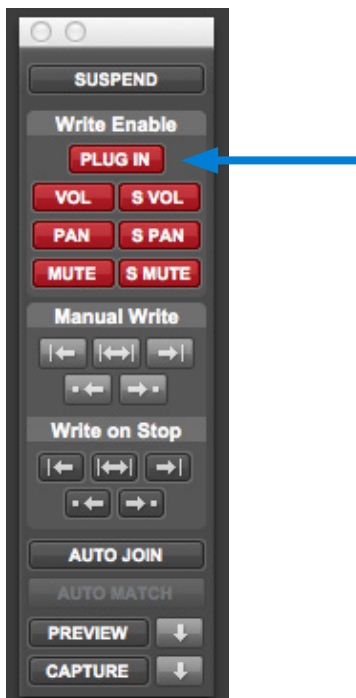 SUSPEND
Write Enable
PLUG IN
VOL S VOL
PAN S PAN
MUTE S MUTE
Manual Write
Write on Stop
AUTO JOIN
AUTO MATCH
PREVIEW
CAPTURE